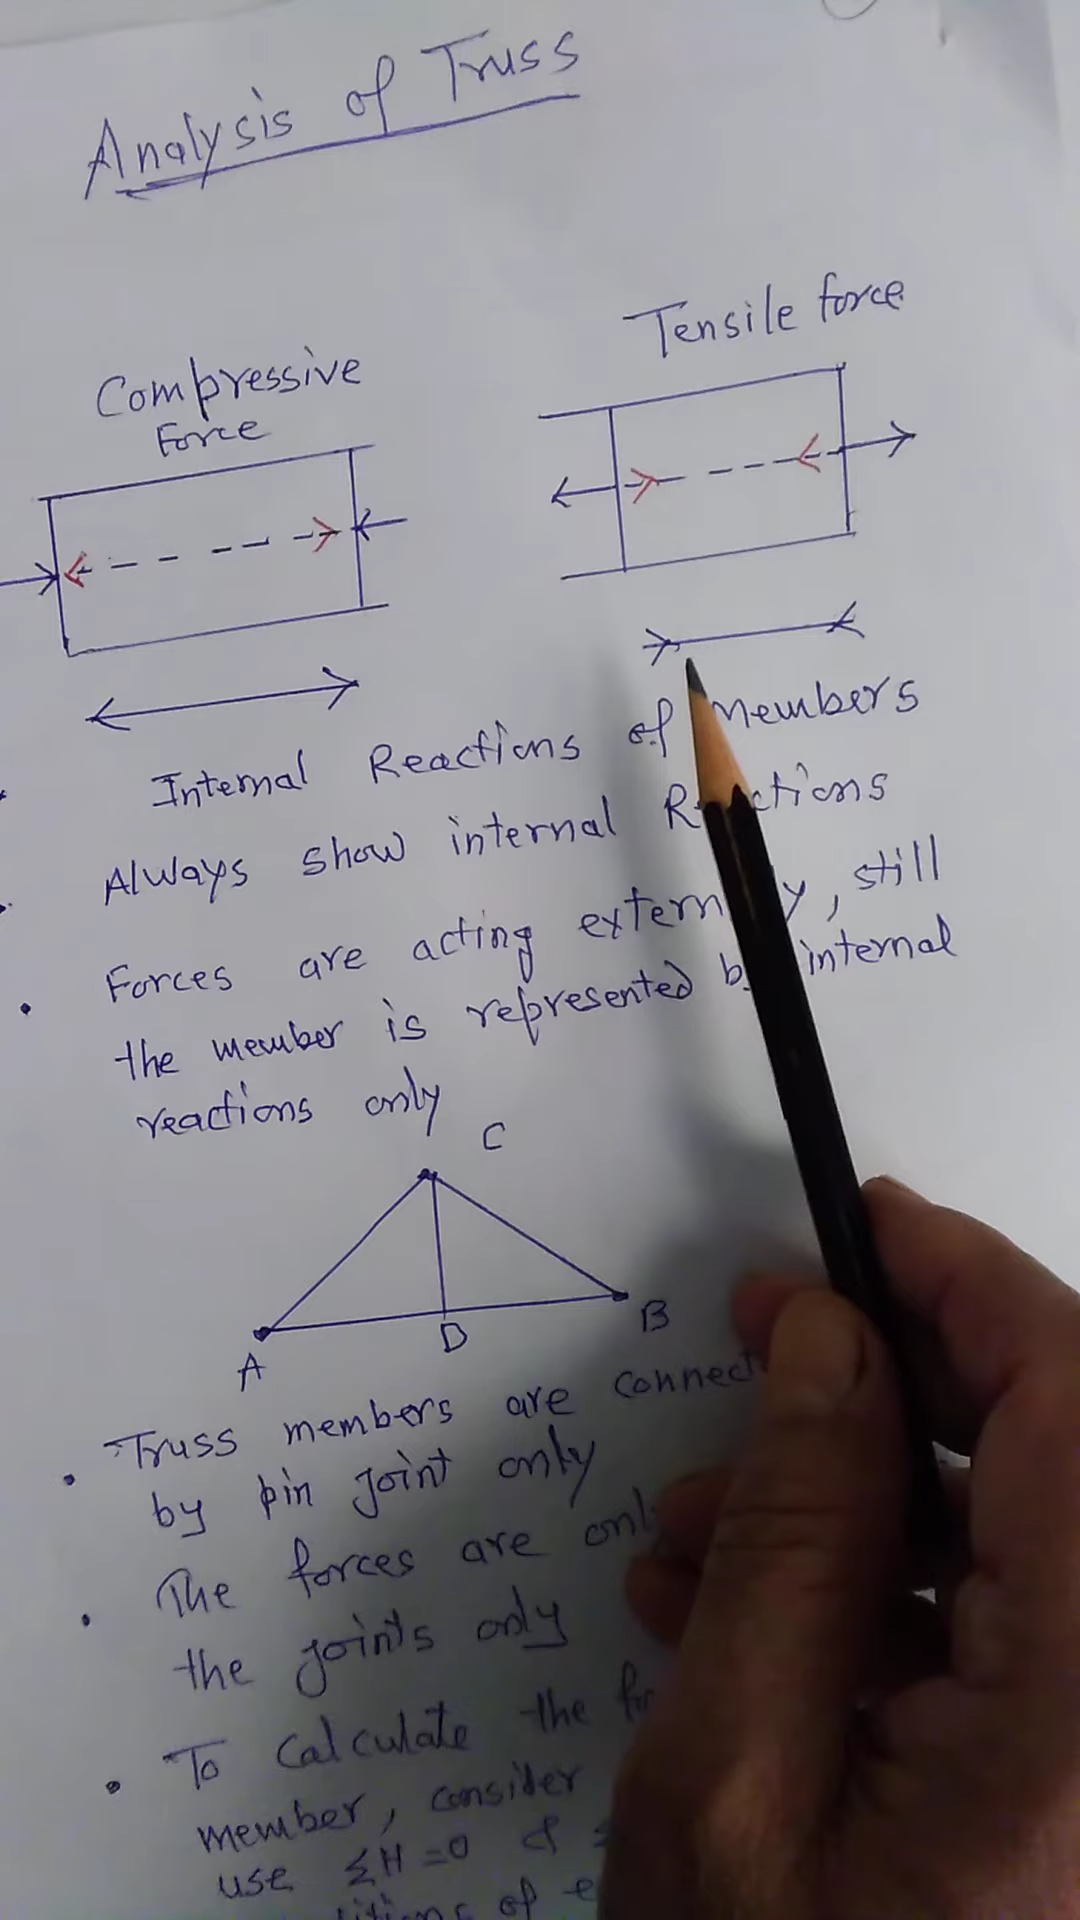 Analysis of Truss
Compressive
Force
Tensile force
Internal Reactions of Members
Always show internal
Forces are acting still
the member is represented internal
reactions only
C
A D B
Truss members are
by pin joint only
The forces are
the joints only
To Calculate the
member, consider
use ΣH=0 &
of